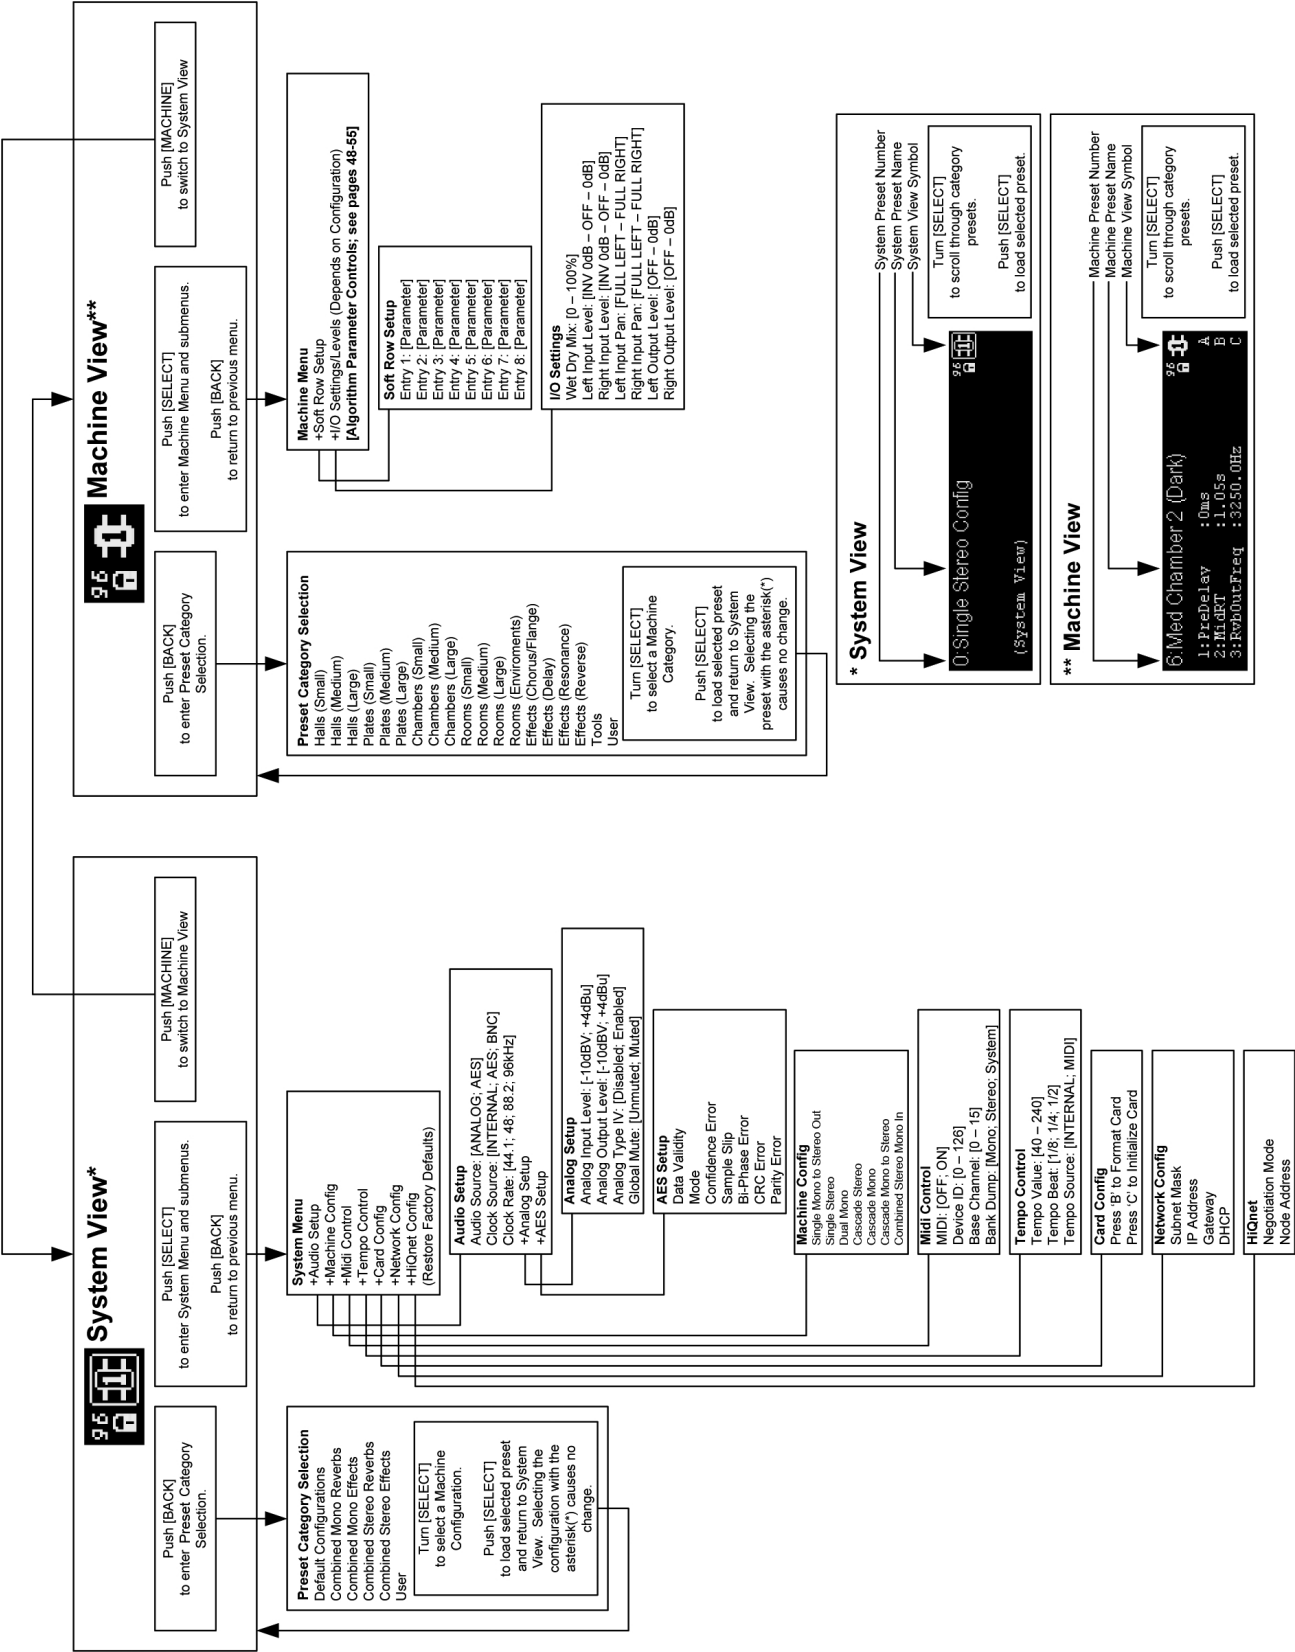 96
System View*
Push [BACK]
to enter Preset Category
Selection.
Push [SELECT]
to enter System Menu and submenus.
Push [BACK]
to return to previous menu.
Push [MACHINE]
to switch to Machine View
Preset Category Selection
Default Configurations
Combined Mono Reverbs
Combined Mono Effects
Combined Stereo Reverbs
Combined Stereo Effects
User
Turn [SELECT]
to select a Machine
Configuration.
Push [SELECT]
to load selected preset
and return to System
View. Selecting the
configuration with the
asterisk(*) causes no
change.
System Menu
+Audio Setup
+Machine Config
+Midi Control
+Tempo Control
+Card Config
+Network Config
+HiQnet Config
(Restore Factory Defaults)
Audio Setup
Audio Source: [ANALOG; AES]
Clock Source: [INTERNAL; AES; BNC]
Clock Rate: [44.1; 48; 88.2; 96kHz]
+Analog Setup
+AES Setup
Analog Setup
Analog Input Level: [-10dBV; +4dBu]
Analog Output Level: [-10dBV; +4dBu]
Analog Type IV: [Disabled; Enabled]
Global Mute: [Unmuted; Muted]
AES Setup
Data Validity
Mode
Confidence Error
Sample Slip
Bi-Phase Error
CRC Error
Parity Error
Machine Config
Single Mono to Stereo Out
Single Stereo
Dual Mono
Cascade Stereo
Cascade Mono
Cascade Mono to Stereo
Combined Stereo Mono In
Midi Control
MIDI: [OFF; ON]
Device ID: [0 – 126]
Base Channel: [0 – 15]
Bank Dump: [Mono; Stereo; System]
Tempo Control
Tempo Value: [40 – 240]
Tempo Beat: [1/8; 1/4; 1/2]
Tempo Source: [INTERNAL; MIDI]
Card Config
Press 'B' to Format Card
Press 'C' to Initialize Card
Network Config
Subnet Mask
IP Address
Gateway
DHCP
HiQnet
Negotiation Mode
Node Address
96
Machine View**
Push [BACK]
to enter Preset Category
Selection.
Push [SELECT]
to enter Machine Menu and submenus.
Push [BACK]
to return to previous menu.
Push [MACHINE]
to switch to System View
Preset Category Selection
Halls (Small)
Halls (Medium)
Halls (Large)
Plates (Small)
Plates (Medium)
Plates (Large)
Chambers (Small)
Chambers (Medium)
Chambers (Large)
Rooms (Small)
Rooms (Medium)
Rooms (Large)
Rooms (Enviroments)
Effects (Chorus/Flange)
Effects (Delay)
Effects (Resonance)
Effects (Reverse)
Tools
User
Turn [SELECT]
to select a Machine
Category.
Push [SELECT]
to load selected preset
and return to System
View. Selecting the
preset with the asterisk(*)
causes no change.
Machine Menu
+Soft Row Setup
+I/O Settings/Levels (Depends on Configuration)
[Algorithm Parameter Controls; see pages 48-55]
Soft Row Setup
Entry 1: [Parameter]
Entry 2: [Parameter]
Entry 3: [Parameter]
Entry 4: [Parameter]
Entry 5: [Parameter]
Entry 6: [Parameter]
Entry 7: [Parameter]
Entry 8: [Parameter]
I/O Settings
Wet Dry Mix: [0 – 100%]
Left Input Level: [INV 0dB – OFF – 0dB]
Right Input Level: [INV 0dB – OFF – 0dB]
Left Input Pan: [FULL LEFT – FULL RIGHT]
Right Input Pan: [FULL LEFT – FULL RIGHT]
Left Output Level: [OFF – 0dB]
Right Output Level: [OFF – 0dB]
* System View
System Preset Number
System Preset Name
System View Symbol
0:Single Stereo Config
96
(System View)
Turn [SELECT]
to scroll through category
presets.
Push [SELECT]
to load selected preset.
** Machine View
Machine Preset Number
Machine Preset Name
Machine View Symbol
6:Med Chamber 2 (Dark)
96
1:PreDelay :0ms A
2:MidRT :1.05s B
3:RvbOutFreq :3250.0Hz C
Turn [SELECT]
to scroll through category
presets.
Push [SELECT]
to load selected preset.